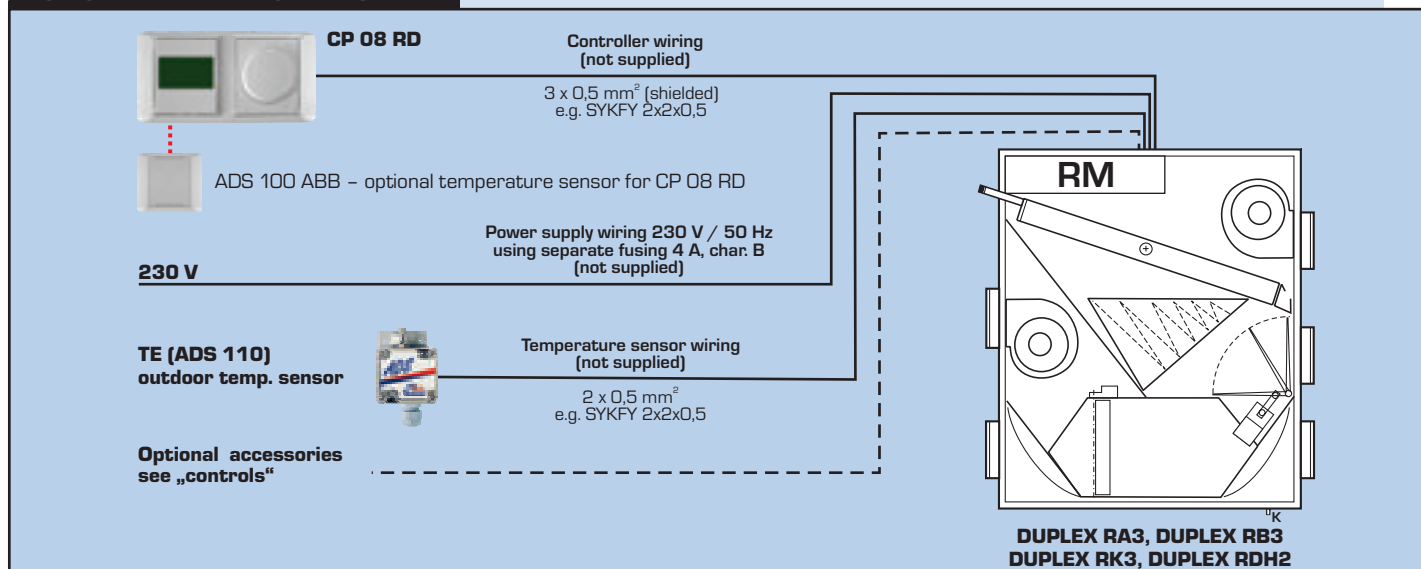 CP 08 RD
Controller wiring
(not supplied)
3 x 0,5 mm² (shielded)
e.g. SYKFY 2x2x0,5
ADS 100 ABB – optional temperature sensor for CP 08 RD
Power supply wiring 230 V / 50 Hz
using separate fusing 4 A, char. B
(not supplied)
230 V
TE (ADS 110)
outdoor temp. sensor
Temperature sensor wiring
(not supplied)
2 x 0,5 mm²
e.g. SYKFY 2x2x0,5
Optional accessories
see „controls“
RM
K
DUPLEX RA3, DUPLEX RB3
DUPLEX RK3, DUPLEX RDH2